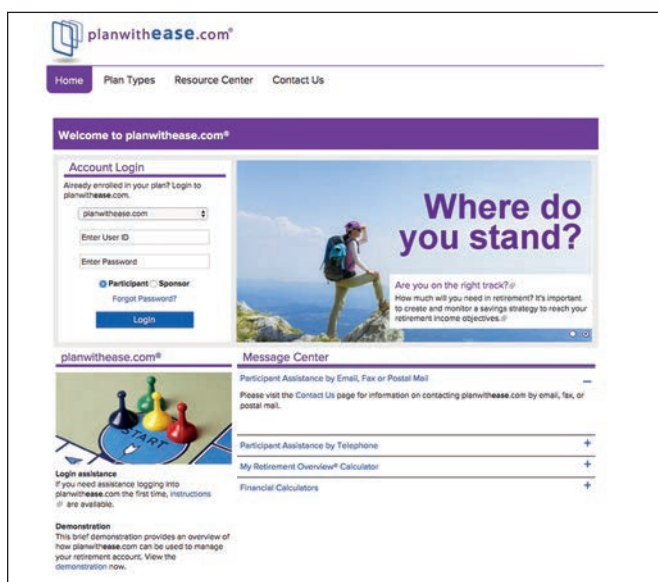 planwithease.com®
Home Plan Types Resource Center Contact Us
Welcome to planwithease.com®
Account Login
Already enrolled in your plan? Login to
planwithease.com.
planwithease.com
Enter User ID
Enter Password
Participant Sponsor
Forgot Password?
Login
Where do
you stand?
Are you on the right track?
How much will you need in retirement? It's important
to create and monitor a savings strategy to reach your
retirement income objectives.
planwithease.com®
START
Login assistance
If you need assistance logging into
planwithease.com the first time, instructions
are available.
Demonstration
This brief demonstration provides an overview of
how planwithease.com can be used to manage
your retirement account. View the
demonstration now.
Message Center
Participant Assistance by Email, Fax or Postal Mail
Please visit the Contact Us page for information on contacting planwithease.com by email, fax, or
postal mail.
Participant Assistance by Telephone
My Retirement Overview® Calculator
Financial Calculators